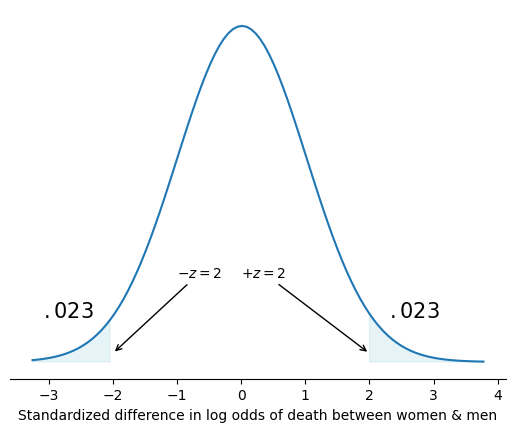 −z = 2 +z = 2
.023 .023
−3 −2 −1 0 1 2 3 4
Standardized difference in log odds of death between women & men